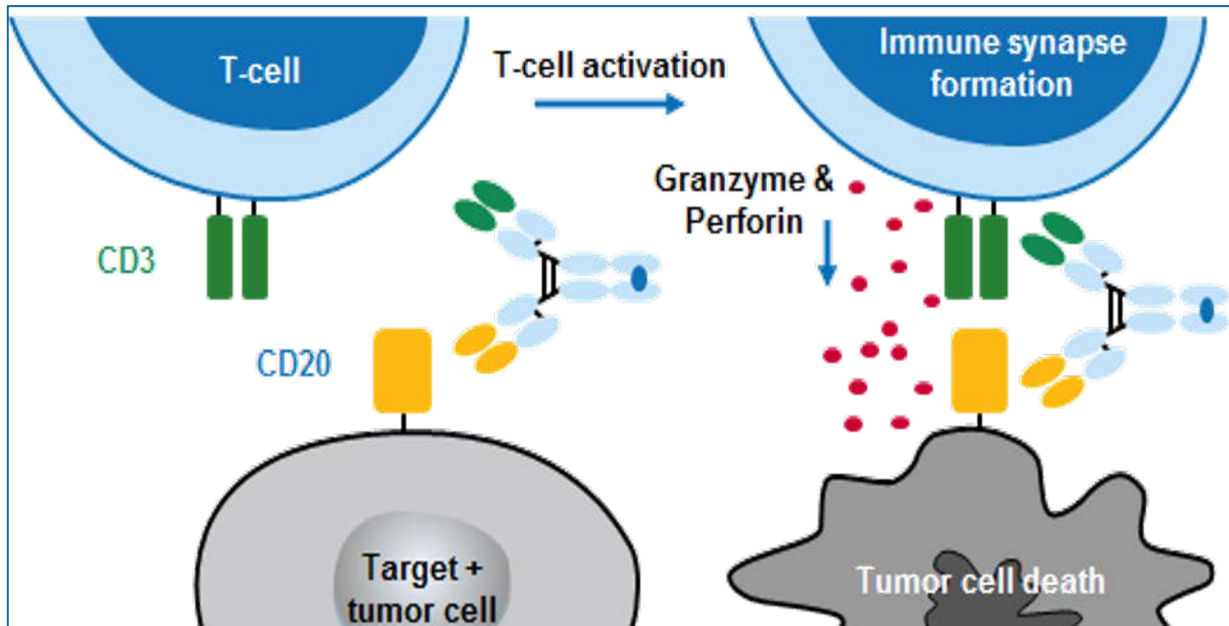 T-cell
T-cell activation
Immune synapse
formation
Granzyme &
Perforin
CD3
CD20
Target +
tumor cell
Tumor cell death